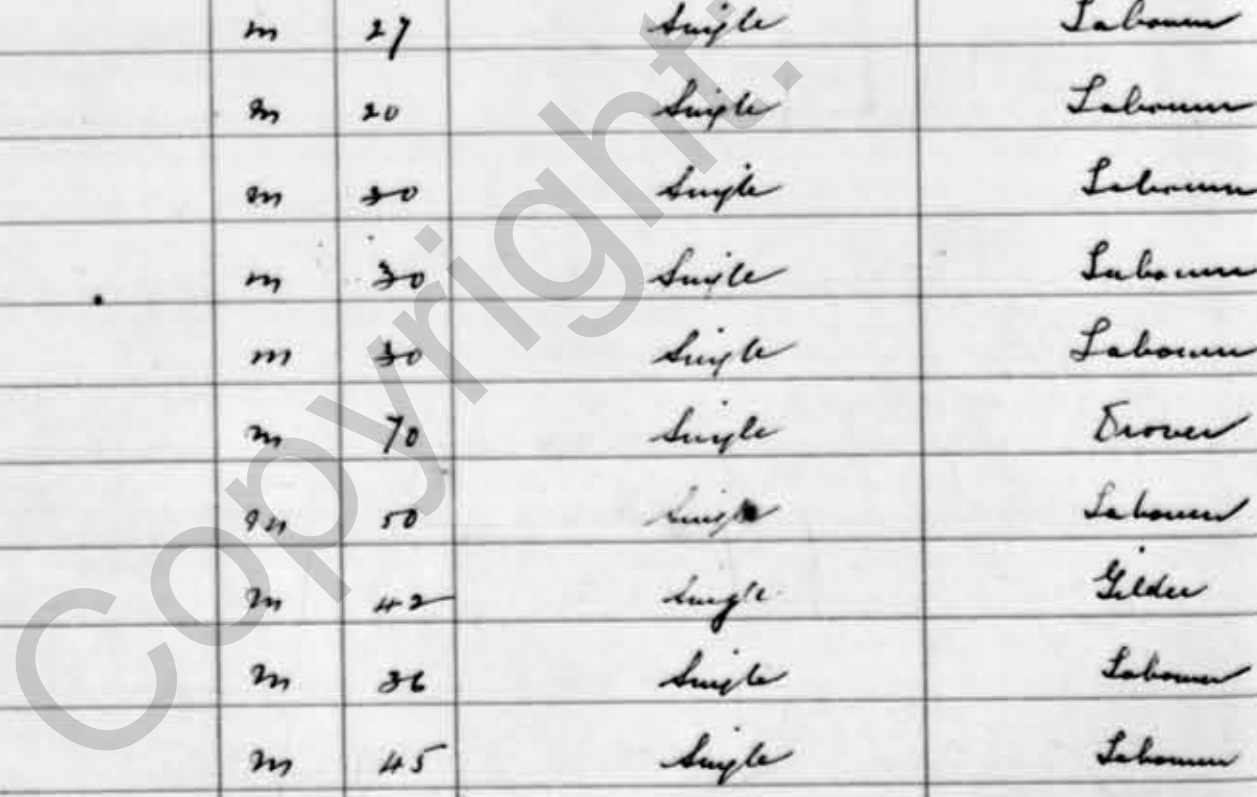 m 27 Single Labourer
m 20 Single Labourer
m 30 Single Labourer
m 30 Single Labourer
m 30 Single Labourer
m 70 Single Drover
m 50 Single Labourer
m 42 Single Gilder
m 36 Single Labourer
m 45 Single Labourer
Copyright.